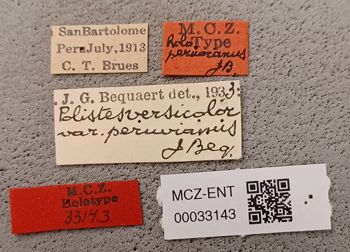 San Bartolome
Peru July, 1913
C. T. Brues
M.C.Z.
Holo Type
peruvianus
J.B.
J. G. Bequaert det., 1933
Blistes versicolor
var. peruvianus
J Beq.
M.C.Z.
Holotype
33143
MCZ-ENT
00033143